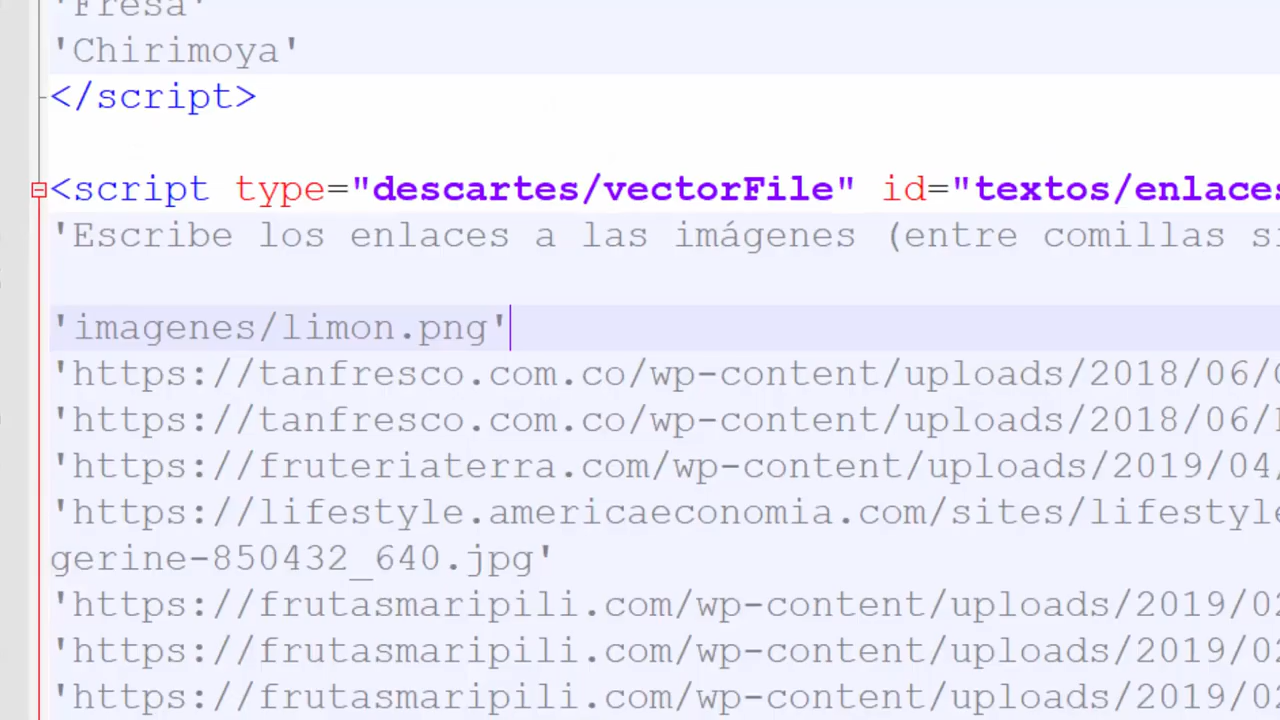 'Fresa'
'Chirimoya'
</script>
<script type="descartes/vectorFile" id="textos/enlaces
'Escribe los enlaces a las imágenes (entre comillas si
'imagenes/limon.png'
'https://tanfresco.com.co/wp-content/uploads/2018/06/
'https://tanfresco.com.co/wp-content/uploads/2018/06/
'https://fruteriaterra.com/wp-content/uploads/2019/04/
'https://lifestyle.americaeconomia.com/sites/lifestyle
gerine-850432_640.jpg'
'https://frutasmaripili.com/wp-content/uploads/2019/02
'https://frutasmaripili.com/wp-content/uploads/2019/02
'https://frutasmaripili.com/wp-content/uploads/2019/02